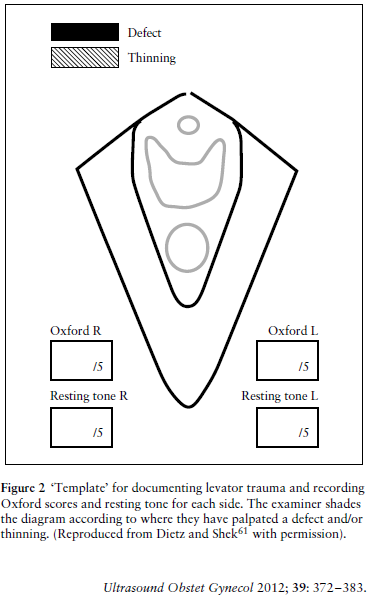 Defect
Thinning
Oxford R
Oxford L
/5
/5
Resting tone R
Resting tone L
/5
/5
Figure 2 ‘Template’ for documenting levator trauma and recording
Oxford scores and resting tone for each side. The examiner shades
the diagram according to where they have palpated a defect and/or
thinning. (Reproduced from Dietz and Shek61 with permission).
Ultrasound Obstet Gynecol 2012; 39: 372–383.